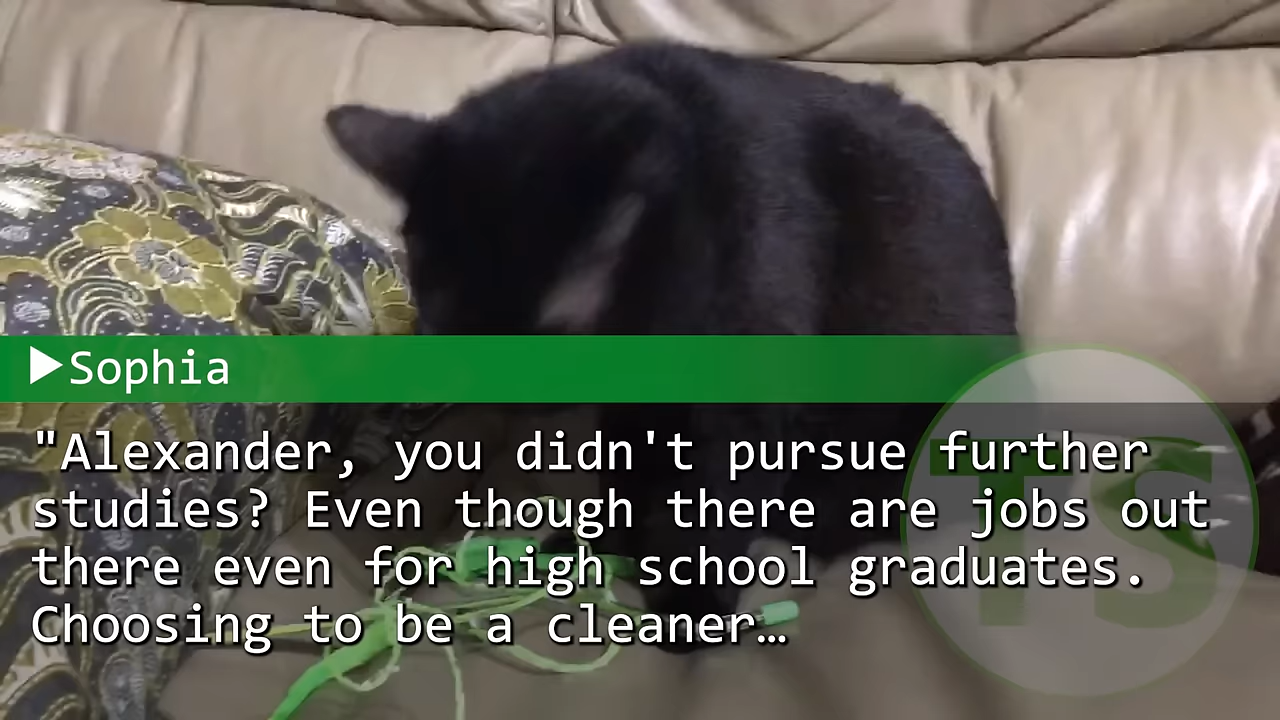 ▶Sophia
"Alexander, you didn't pursue further
studies? Even though there are jobs out
there even for high school graduates.
Choosing to be a cleaner…
TS